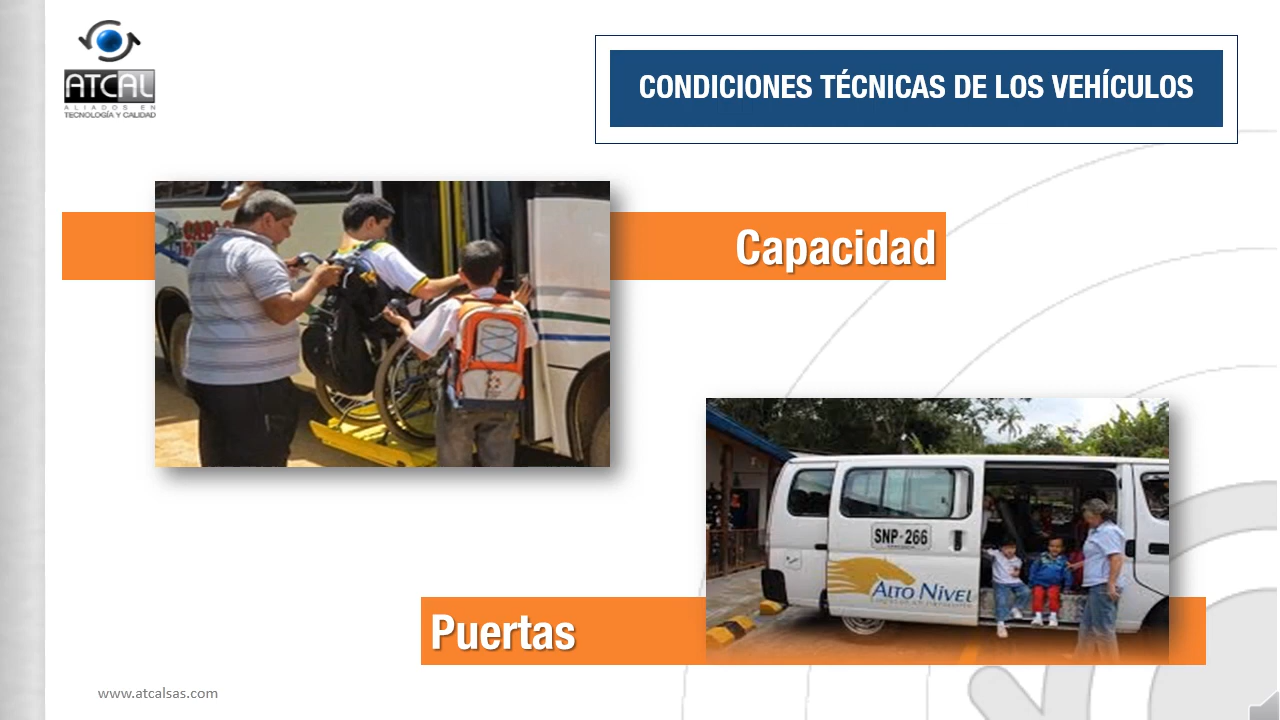 ATCAL
ALIADOS EN
TECNOLOGÍA Y CALIDAD
CONDICIONES TÉCNICAS DE LOS VEHÍCULOS
Capacidad
SNP-266
ALTO NIVEL
Puertas
www.atcalsas.com